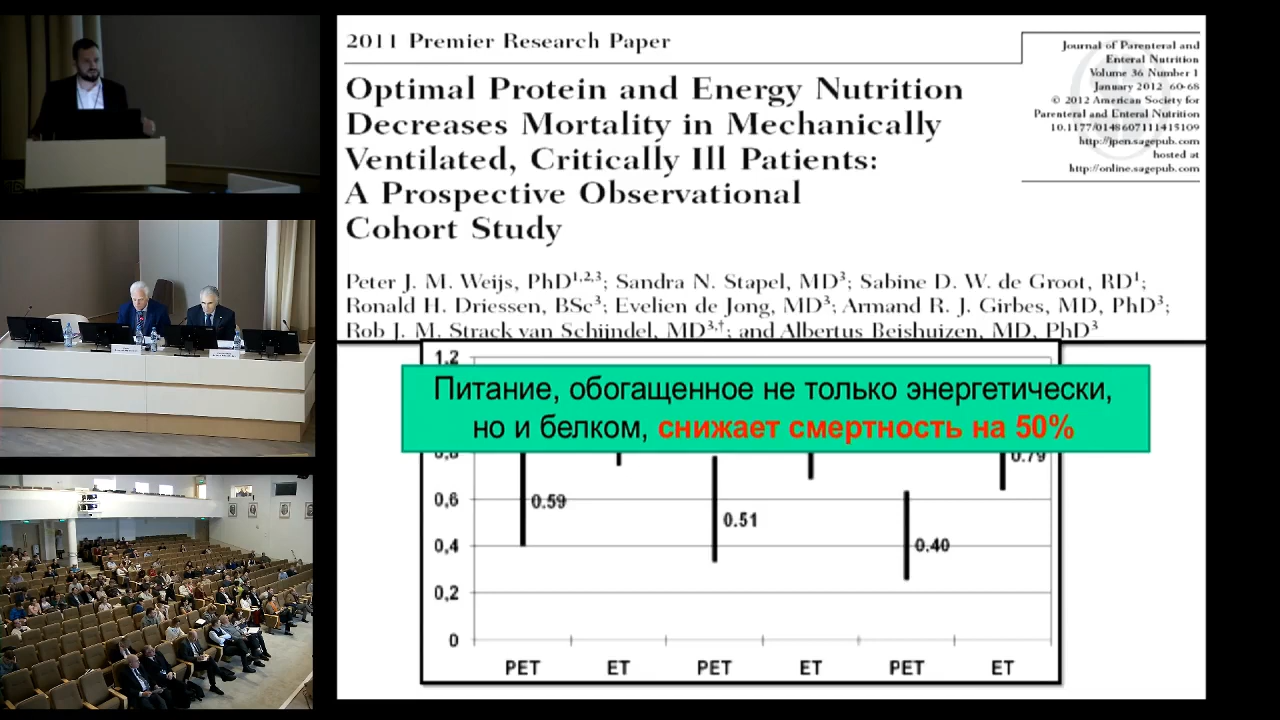 2011 Premier Research Paper
Journal of Parenteral and
Enteral Nutrition
Volume 36 Number 1
January 2012 60-68
© 2012 American Society for
Parenteral and Enteral Nutrition
10.1177/0148607111415109
http://jpen.sagepub.com
hosted at
http://online.sagepub.com
Optimal Protein and Energy Nutrition
Decreases Mortality in Mechanically
Ventilated, Critically Ill Patients:
A Prospective Observational
Cohort Study
Peter J. M. Weijs, PhD1,2,3; Sandra N. Stapel, MD3; Sabine D. W. de Groot, RD1;
Ronald H. Driessen, BSc3; Evelien de Jong, MD3; Armand R. J. Girbes, MD, PhD3;
Rob J. M. Strack van Schijndel, MD3,†; and Albertus Beishuizen, MD, PhD3
1.2
Питание, обогащенное не только энергетически,
но и белком, снижает смертность на 50%
0,8
0.79
0,6
0.59
0.51
0,4
0.40
0,2
0
PET ET PET ET PET ET